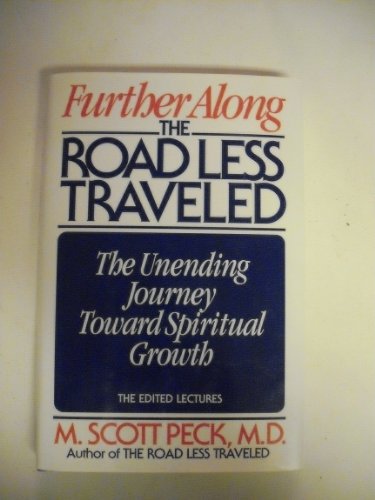 Further Along
THE
ROAD LESS
TRAVELED
The Unending
Journey
Toward Spiritual
Growth
THE EDITED LECTURES
M. SCOTT PECK, M.D.
Author of THE ROAD LESS TRAVELED